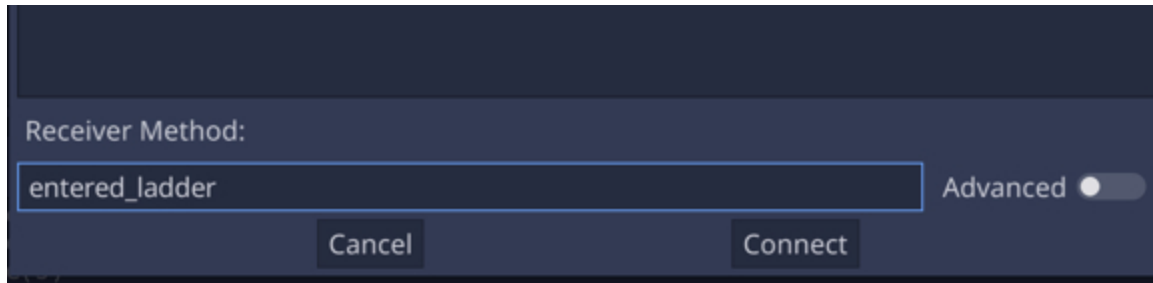 Receiver Method:
entered_ladder
Advanced
Cancel
Connect